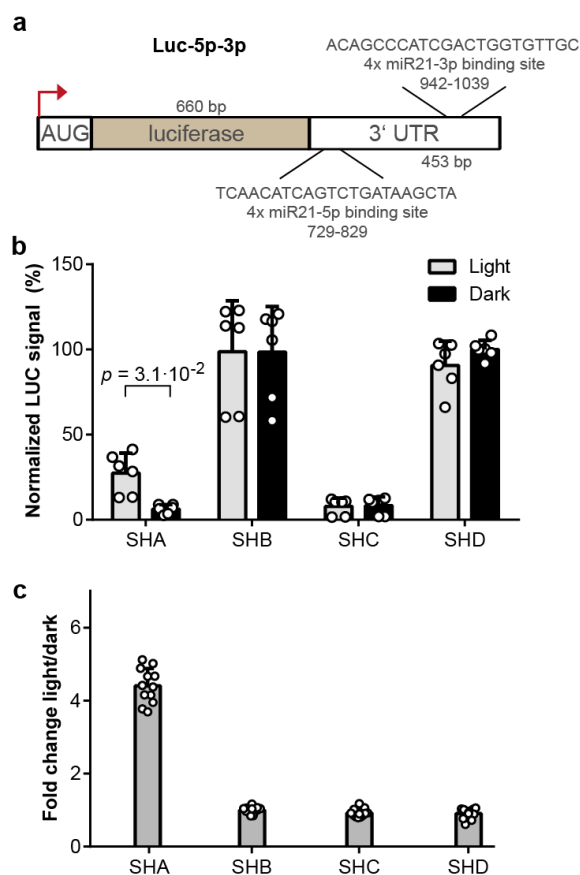 a
Luc-5p-3p
ACAGCCCATCGACTGGTGTTGC
4x miR21-3p binding site
942-1039
660 bp
AUG
luciferase
3‘ UTR
453 bp
TCAACATCAGTCTGATAAGCTA
4x miR21-5p binding site
729-829
b
Normalized LUC signal (%)
150
100
50
0
Light
Dark
p = 3.1·10⁻²
SHA
SHB
SHC
SHD
c
Fold change light/dark
6
4
2
0
SHA
SHB
SHC
SHD